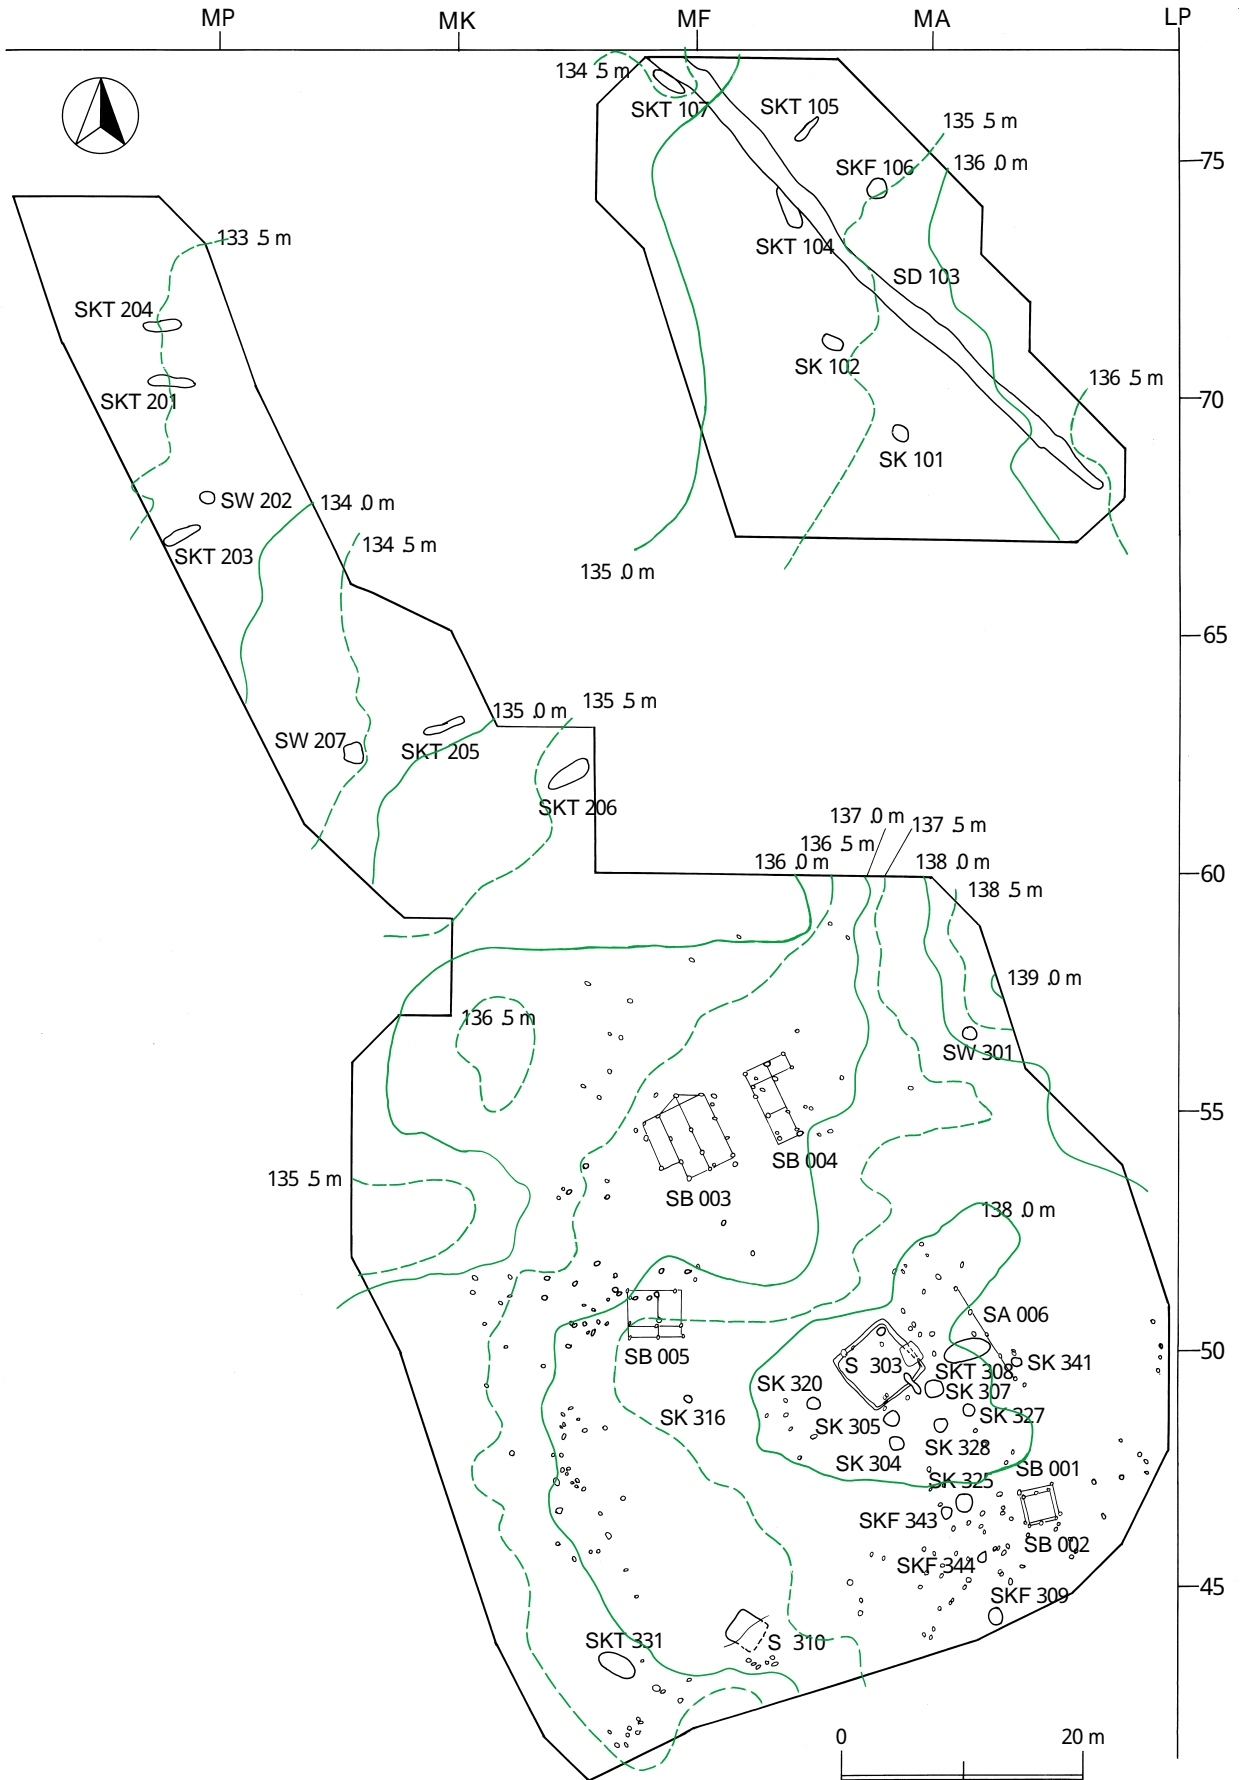 MP MK MF MA LP
134 .5 m
SKT 107
SKT 105
135 .5 m
SKF 106
136 .0 m
75
SKT 104
133 .5 m
SD 103
SKT 204
SK 102
136 .5 m
SKT 201
70
SK 101
SW 202
134 .0 m
SKT 203
134 .5 m
135 .0 m
65
135 .5 m
135 .0 m
SW 207
SKT 205
SKT 206
137 .0 m
137 .5 m
136 .5 m
136 .0 m
138 .0 m
60
138 .5 m
139 .0 m
136 .5 m
SW 301
55
SB 004
135 .5 m
SB 003
138 .0 m
SA 006
50
SB 005
S 303
SK 341
SKT 308
SK 320
SK 307
SK 316
SK 305
SK 327
SK 328
SK 304
SB 001
SK 325
SKF 343
SB 002
SKF 344
45
SKF 309
SKT 331
S 310
0 20 m